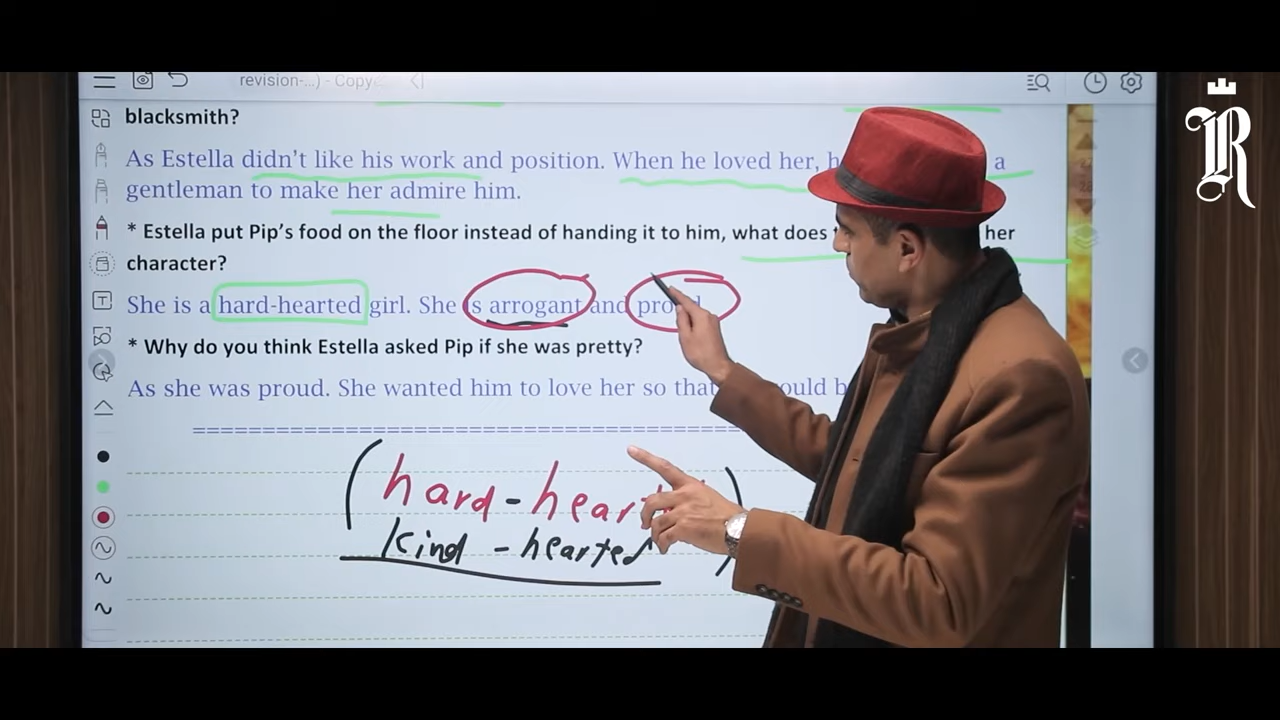 revision-...) - Copy
blacksmith?
As Estella didn't like his work and position. When he loved her, h a
gentleman to make her admire him.
* Estella put Pip's food on the floor instead of handing it to him, what does her
character?
She is a hard-hearted girl. She is arrogant and pro
* Why do you think Estella asked Pip if she was pretty?
As she was proud. She wanted him to love her so that ould b
(hard-heart )
kind-hearted
R